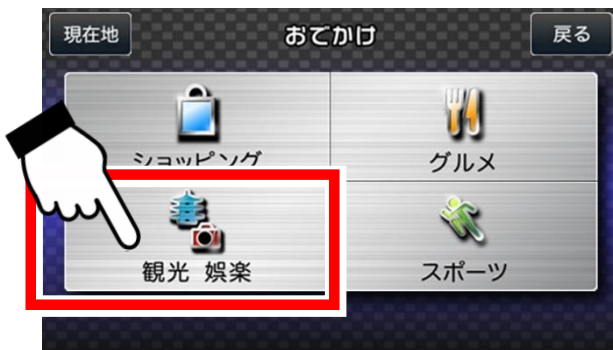 現在地
おでかけ
戻る
ショッピング
グルメ
観光 娯楽
スポーツ